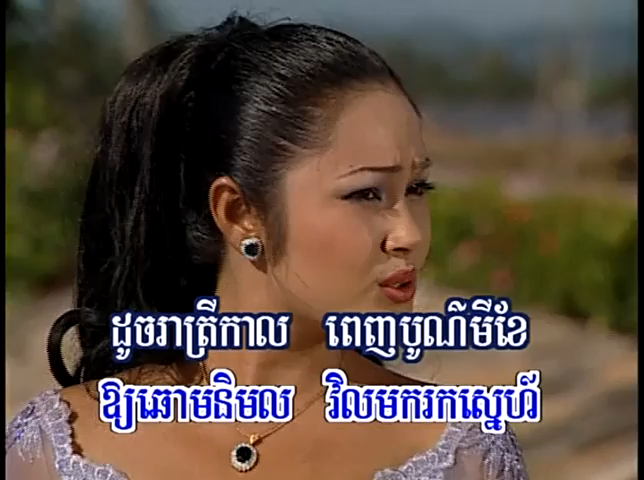 ដូចរាត្រីកាល ពេញបូណ៌មីខែ
ឱ្យឆោមនិមល វិលមករកស្នេហ៍